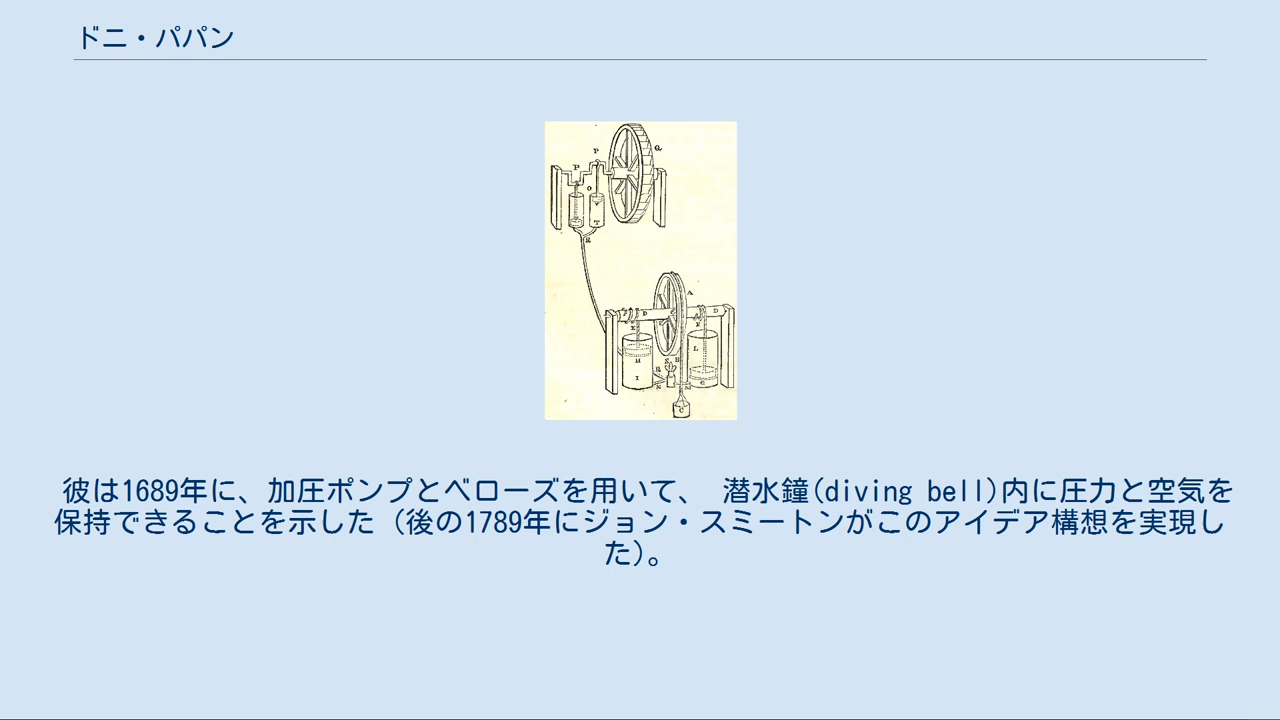 ドニ・パパン
彼は1689年に、加圧ポンプとベローズを用いて、 潜水鐘(diving bell)内に圧力と空気を
保持できることを示した（後の1789年にジョン・スミートンがこのアイデア構想を実現し
た)。